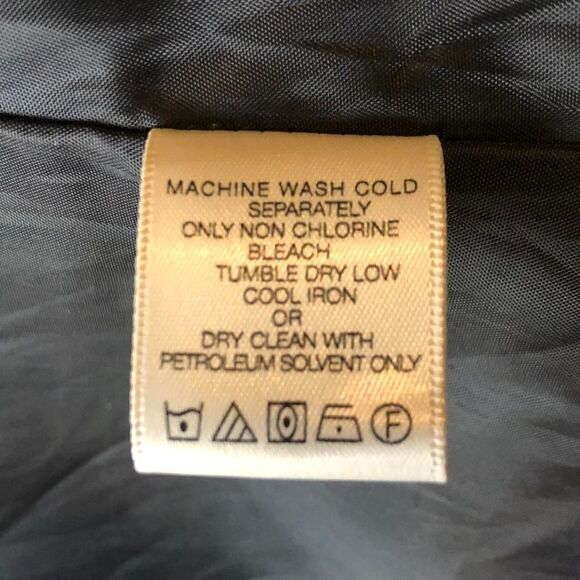 MACHINE WASH COLD
SEPARATELY
ONLY NON CHLORINE
BLEACH
TUMBLE DRY LOW
COOL IRON
OR
DRY CLEAN WITH
PETROLEUM SOLVENT ONLY
F